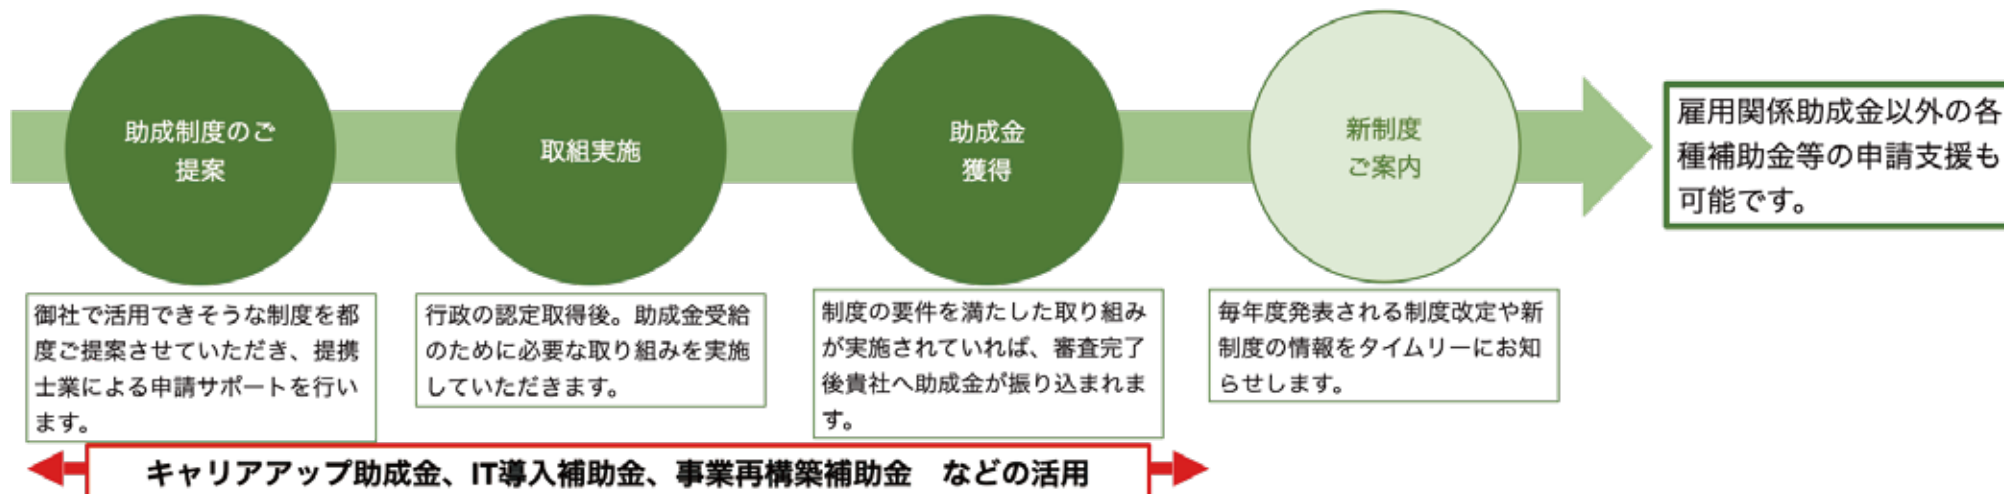 助成制度のご
提案
取組実施
助成金
獲得
新制度
ご案内
雇用関係助成金以外の各
種補助金等の申請支援も
可能です。
御社で活用できそうな制度を都
度ご提案させていただき、提携
士業による申請サポートを行い
ます。
行政の認定取得後。助成金受給
のために必要な取り組みを実施
していただきます。
制度の要件を満たした取り組み
が実施されていれば、審査完了
後貴社へ助成金が振り込まれま
す。
毎年度発表される制度改定や新
制度の情報をタイムリーにお知
らせします。
キャリアアップ助成金、IT導入補助金、事業再構築補助金　などの活用